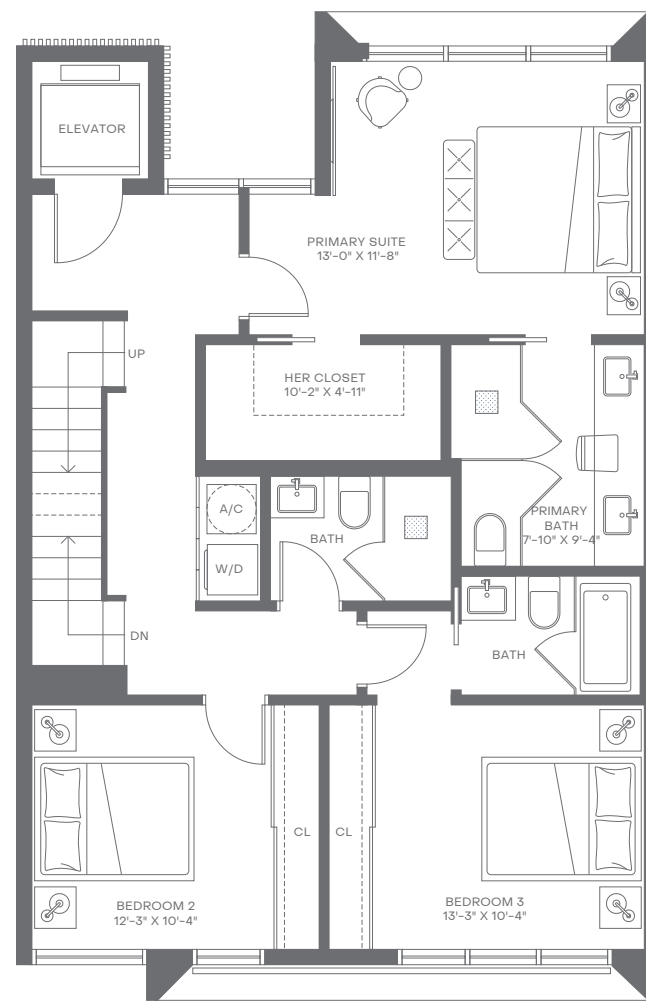 ELEVATOR
PRIMARY SUITE
13'-0" X 11'-8"
UP
HER CLOSET
10'-2" X 4'-11"
A/C
BATH
PRIMARY
BATH
7'-10" X 9'-4"
W/D
DN
BATH
CL
CL
BEDROOM 2
12'-3" X 10'-4"
BEDROOM 3
13'-3" X 10'-4"